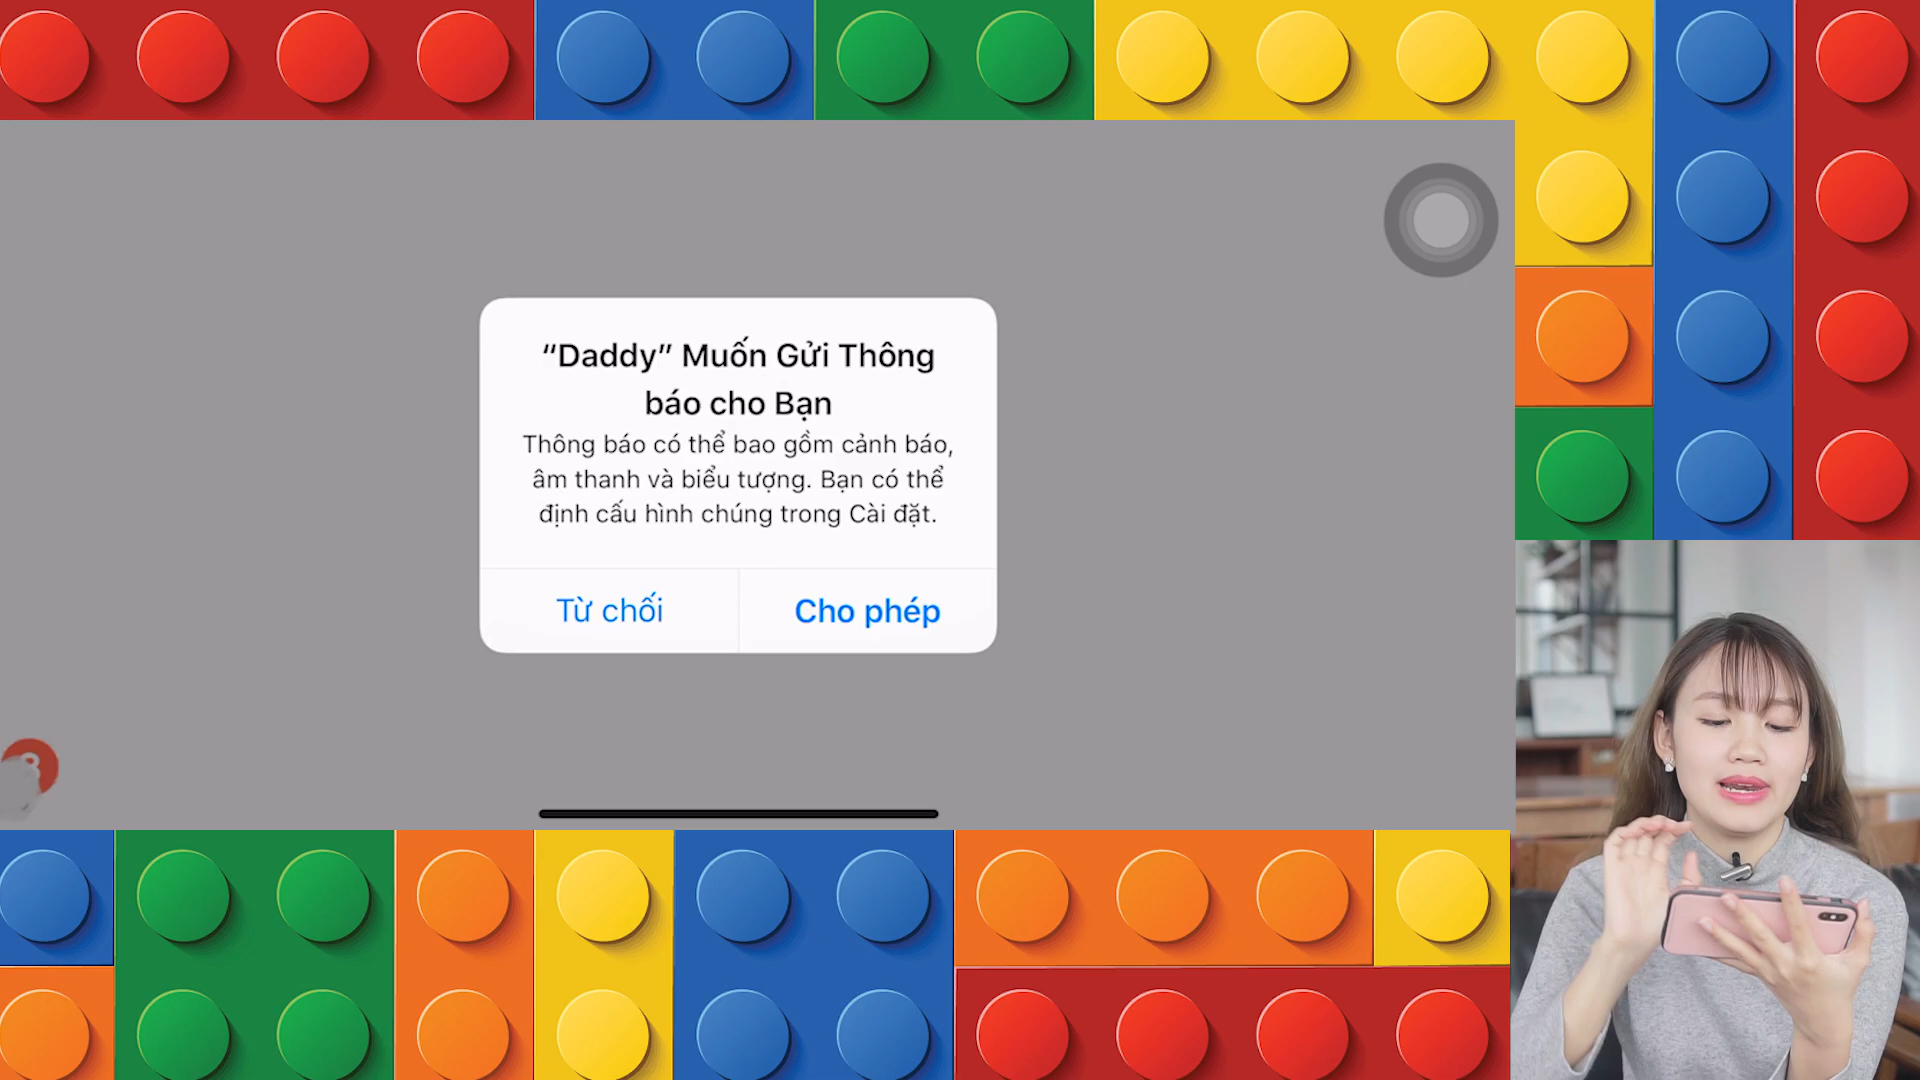 “Daddy” Muốn Gửi Thông
báo cho Bạn
Thông báo có thể bao gồm cảnh báo,
âm thanh và biểu tượng. Bạn có thể
định cấu hình chúng trong Cài đặt.
Từ chối
Cho phép